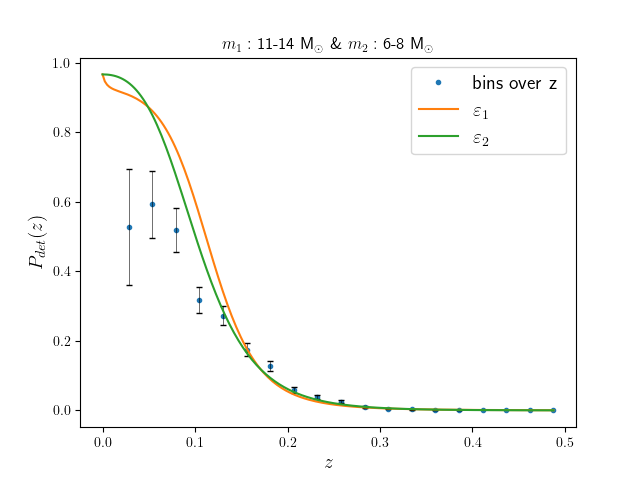 m₁ : 11-14 M⊙ & m₂ : 6-8 M⊙
1.0
0.8
0.6
0.4
0.2
0.0
P_det(z)
bins over z
ε₁
ε₂
0.0 0.1 0.2 0.3 0.4 0.5
z